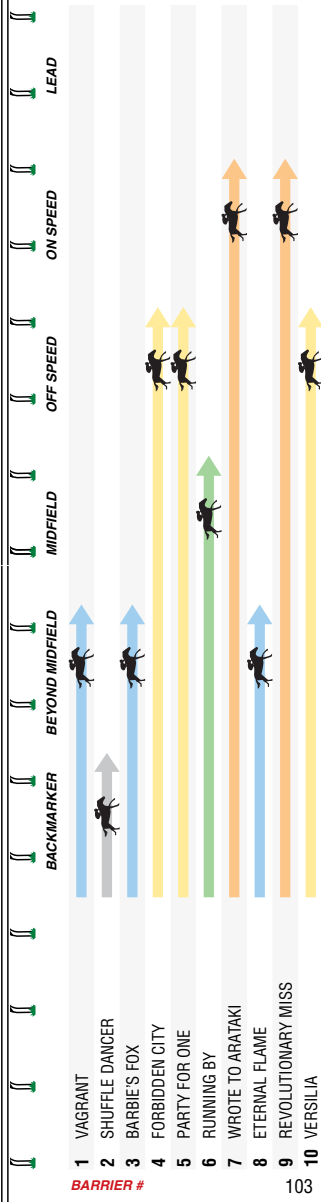 BACKMARKER BEYOND MIDFIELD MIDFIELD OFF SPEED ON SPEED LEAD
1 VAGRANT
2 SHUFFLE DANCER
3 BARBIE'S FOX
4 FORBIDDEN CITY
5 PARTY FOR ONE
6 RUNNING BY
7 WROTE TO ARATAKI
8 ETERNAL FLAME
9 REVOLUTIONARY MISS
10 VERSILIA
BARRIER #
103